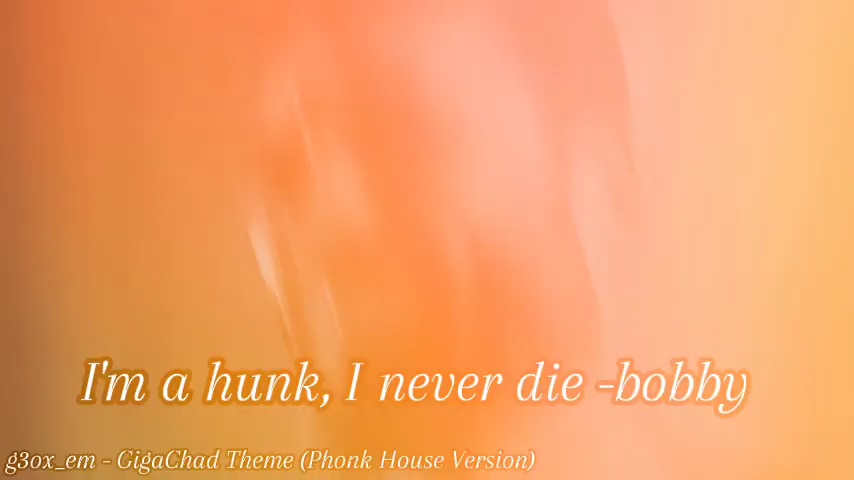 I'm a hunk, I never die -bobby
g3ox_em - GigaChad Theme (Phonk House Version)